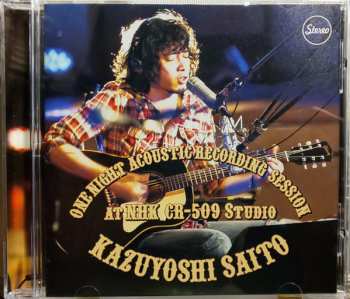 Stereo
ONE NIGHT ACOUSTIC RECORDING SESSION
AT NHK CR-509 STUDIO
KAZUYOSHI SAITO